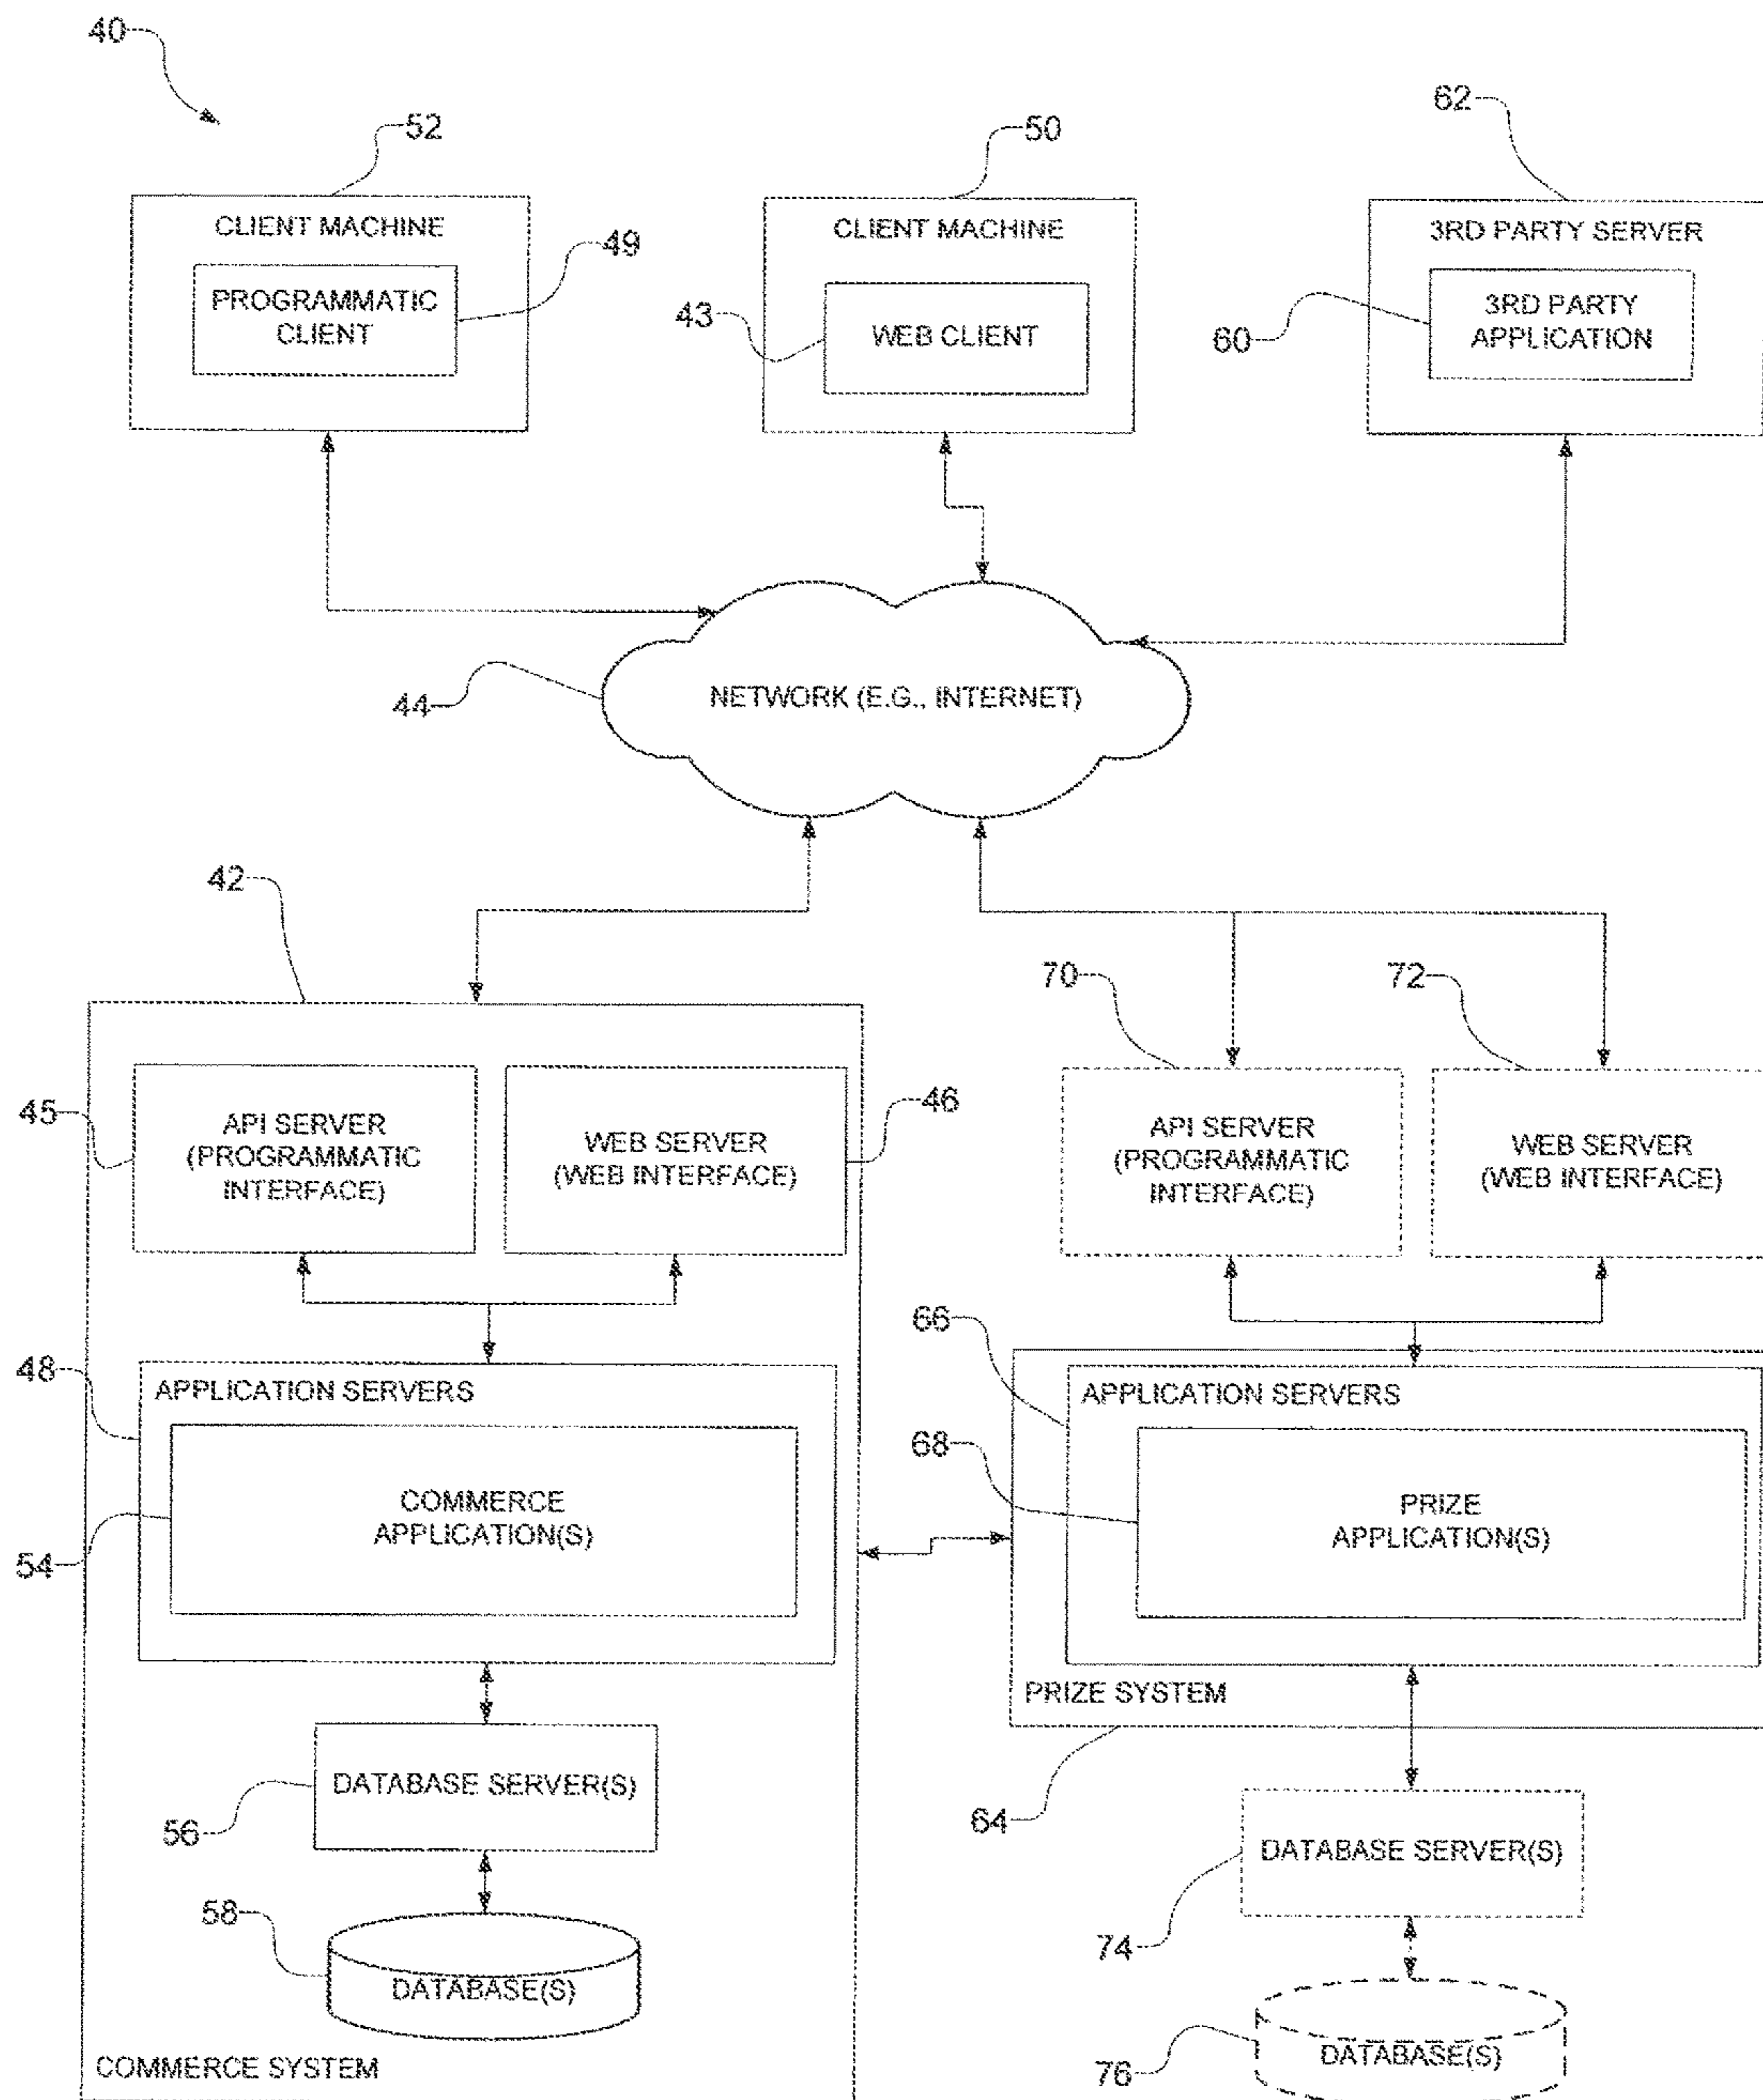 40
52
50
62
CLIENT MACHINE
PROGRAMMATIC
CLIENT
49
CLIENT MACHINE
43
WEB CLIENT
3RD PARTY SERVER
3RD PARTY
APPLICATION
60
44
NETWORK (E.G., INTERNET)
42
70
72
45
API SERVER
(PROGRAMMATIC
INTERFACE)
WEB SERVER
(WEB INTERFACE)
46
API SERVER
(PROGRAMMATIC
INTERFACE)
WEB SERVER
(WEB INTERFACE)
48
APPLICATION SERVERS
COMMERCE
APPLICATION(S)
54
66
APPLICATION SERVERS
68
PRIZE
APPLICATION(S)
PRIZE SYSTEM
64
DATABASE SERVER(S)
56
58
DATABASE(S)
COMMERCE SYSTEM
DATABASE SERVER(S)
74
DATABASE(S)
76